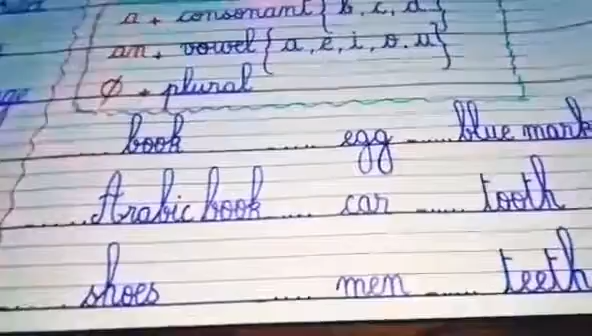 a + consonant { b, c, d
an + vowel { a, e, i, o, u }
Ø + plural
book ..... egg ..... blue mark
..... Arabic book ..... car ..... tooth
..... shoes ..... men ..... teeth